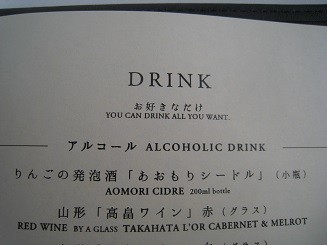 DRINK
お好きなだけ
YOU CAN DRINK ALL YOU WANT.
アルコール ALCOHOLIC DRINK
りんごの発泡酒「あおもりシードル」(小瓶)
AOMORI CIDRE 200ml bottle
山形「高畠ワイン」赤(グラス)
RED WINE BY A GLASS TAKAHATA L'OR CABERNET & MELROT